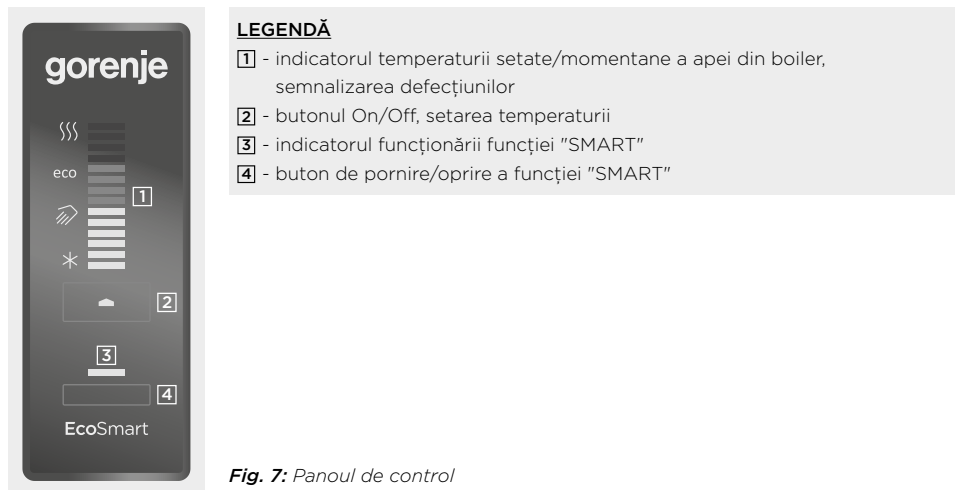 gorenje
eco
1
2
3
4
EcoSmart
LEGENDĂ
1 - indicatorul temperaturii setate/momentane a apei din boiler,
semnalizarea defecțiunilor
2 - butonul On/Off, setarea temperaturii
3 - indicatorul funcționării funcției "SMART"
4 - buton de pornire/oprire a funcției "SMART"
Fig. 7: Panoul de control